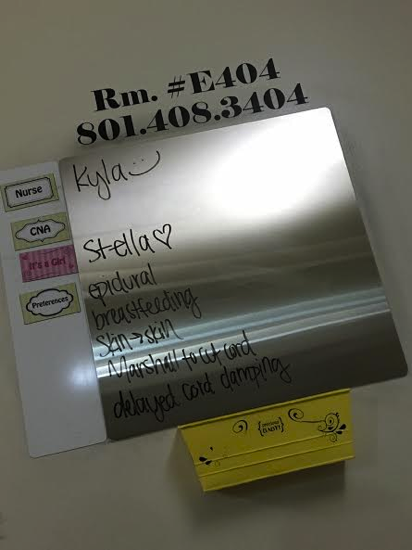 Rm. #E404
801.408.3404
Nurse
Kyla
CNA
It's a Girl
Stella♡
Preferences
epidural
breastfeeding
skin→skin
Marshall to cut cord
delayed cord clamping